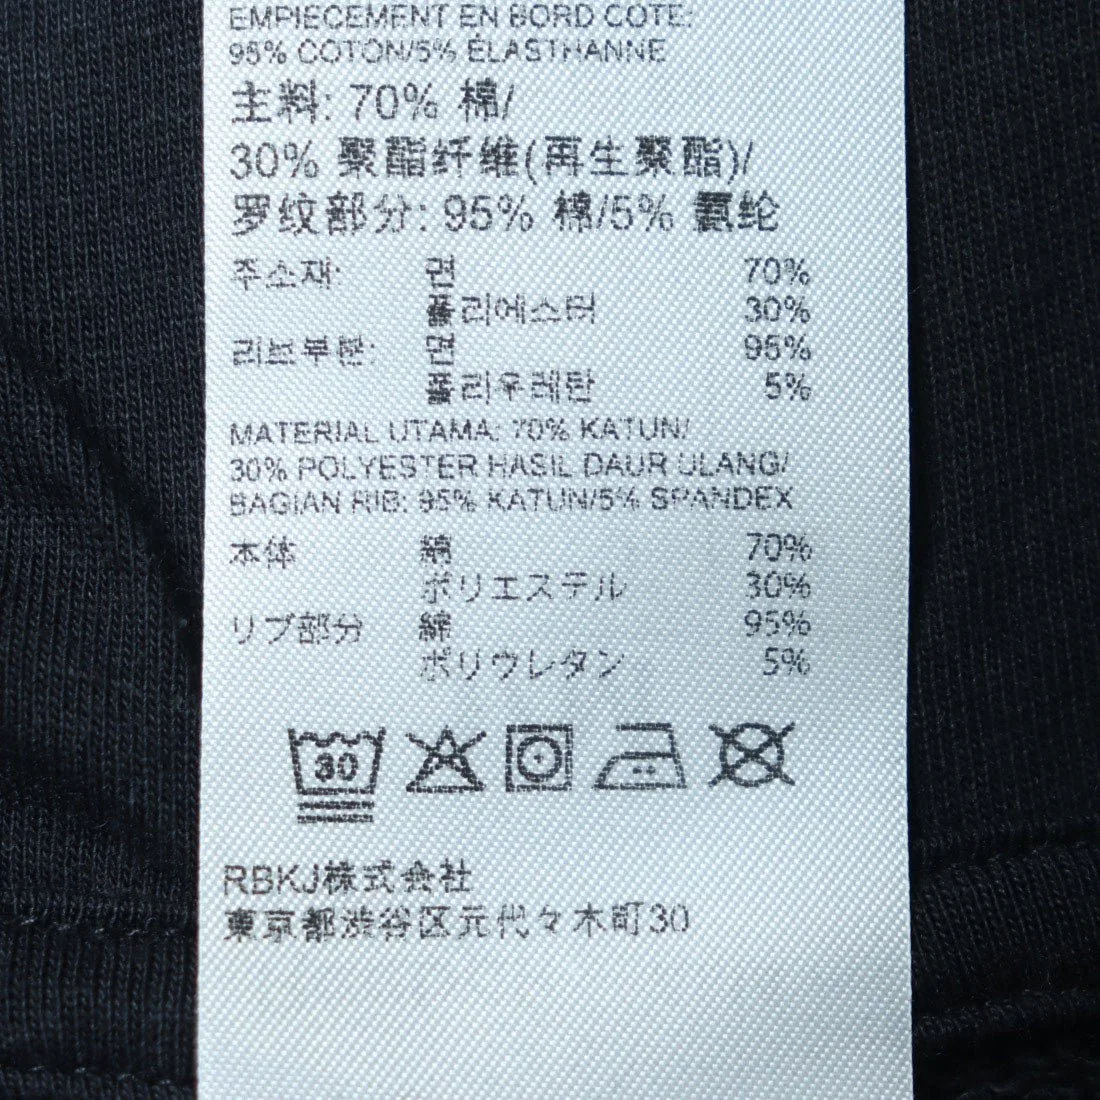 EMPIECEMENT EN BORD COTE:
95% COTON/5% ÉLASTHANNE
主料: 70% 棉/
30% 聚酯纤维(再生聚酯)/
罗纹部分: 95% 棉/5% 氨纶
주소재: 면 70%
폴리에스터 30%
리브부분: 면 95%
폴리우레탄 5%
MATERIAL UTAMA: 70% KATUN/
30% POLYESTER HASIL DAUR ULANG/
BAGIAN RIB: 95% KATUN/5% SPANDEX
本体 綿 70%
ポリエステル 30%
リブ部分 綿 95%
ポリウレタン 5%
30
RBKJ株式会社
東京都渋谷区元代々木町30